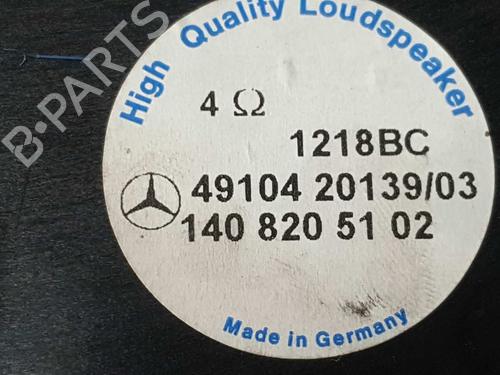 High Quality Loudspeaker
4 Ω
1218BC
49104 20139/03
140 820 51 02
Made in Germany
B-PARTS